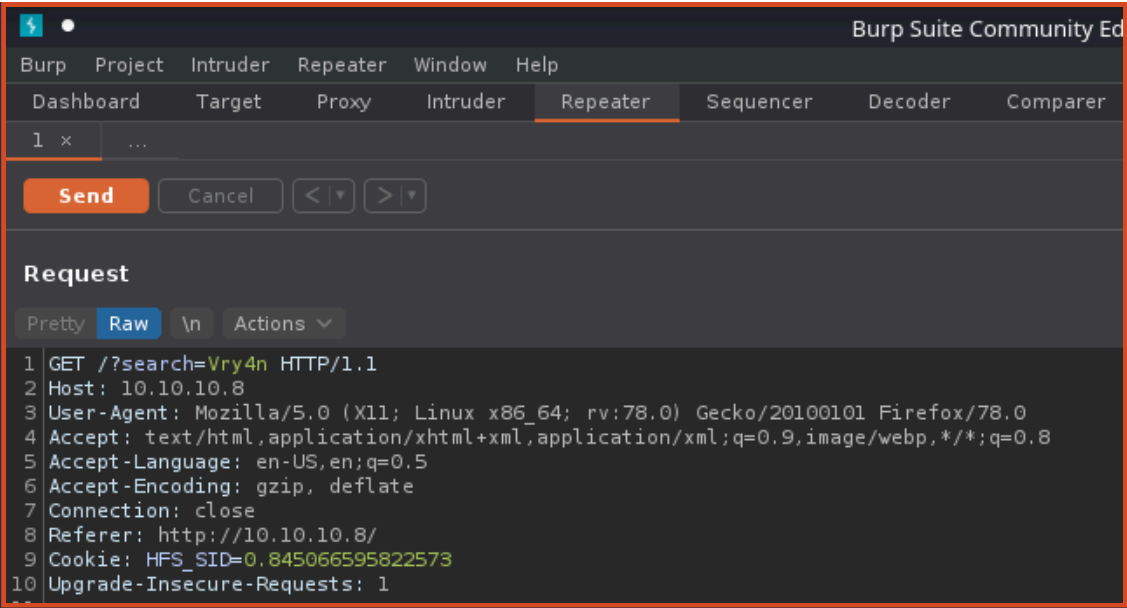 Burp Suite Community Ed
Burp Project Intruder Repeater Window Help
Dashboard Target Proxy Intruder Repeater Sequencer Decoder Comparer
1 × ...
Send Cancel < >
Request
Pretty Raw \n Actions
1 GET /?search=Vry4n HTTP/1.1
2 Host: 10.10.10.8
3 User-Agent: Mozilla/5.0 (X11; Linux x86_64; rv:78.0) Gecko/20100101 Firefox/78.0
4 Accept: text/html,application/xhtml+xml,application/xml;q=0.9,image/webp,*/*;q=0.8
5 Accept-Language: en-US,en;q=0.5
6 Accept-Encoding: gzip, deflate
7 Connection: close
8 Referer: http://10.10.10.8/
9 Cookie: HFS_SID=0.845066595822573
10 Upgrade-Insecure-Requests: 1